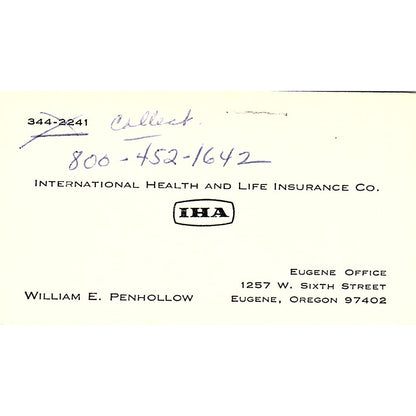 344-2241 Collect.
800-452-1642
INTERNATIONAL HEALTH AND LIFE INSURANCE CO.
IHA
EUGENE OFFICE
1257 W. SIXTH STREET
WILLIAM E. PENHOLLOW EUGENE, OREGON 97402